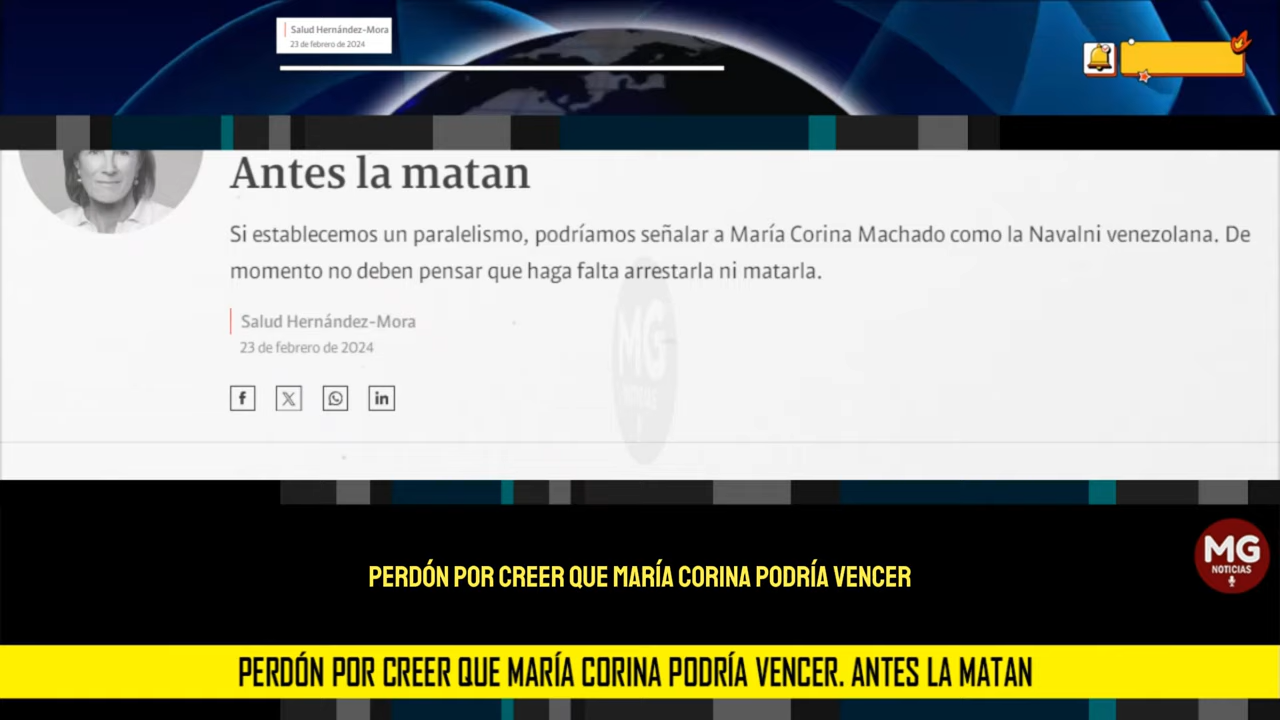 Salud Hernández-Mora
23 de febrero de 2024
Antes la matan
Si establecemos un paralelismo, podríamos señalar a María Corina Machado como la Navalni venezolana. De
momento no deben pensar que haga falta arrestarla ni matarla.
Salud Hernández-Mora
23 de febrero de 2024
MG
NOTICIAS
PERDÓN POR CREER QUE MARÍA CORINA PODRÍA VENCER
MG
NOTICIAS
PERDÓN POR CREER QUE MARÍA CORINA PODRÍA VENCER. ANTES LA MATAN